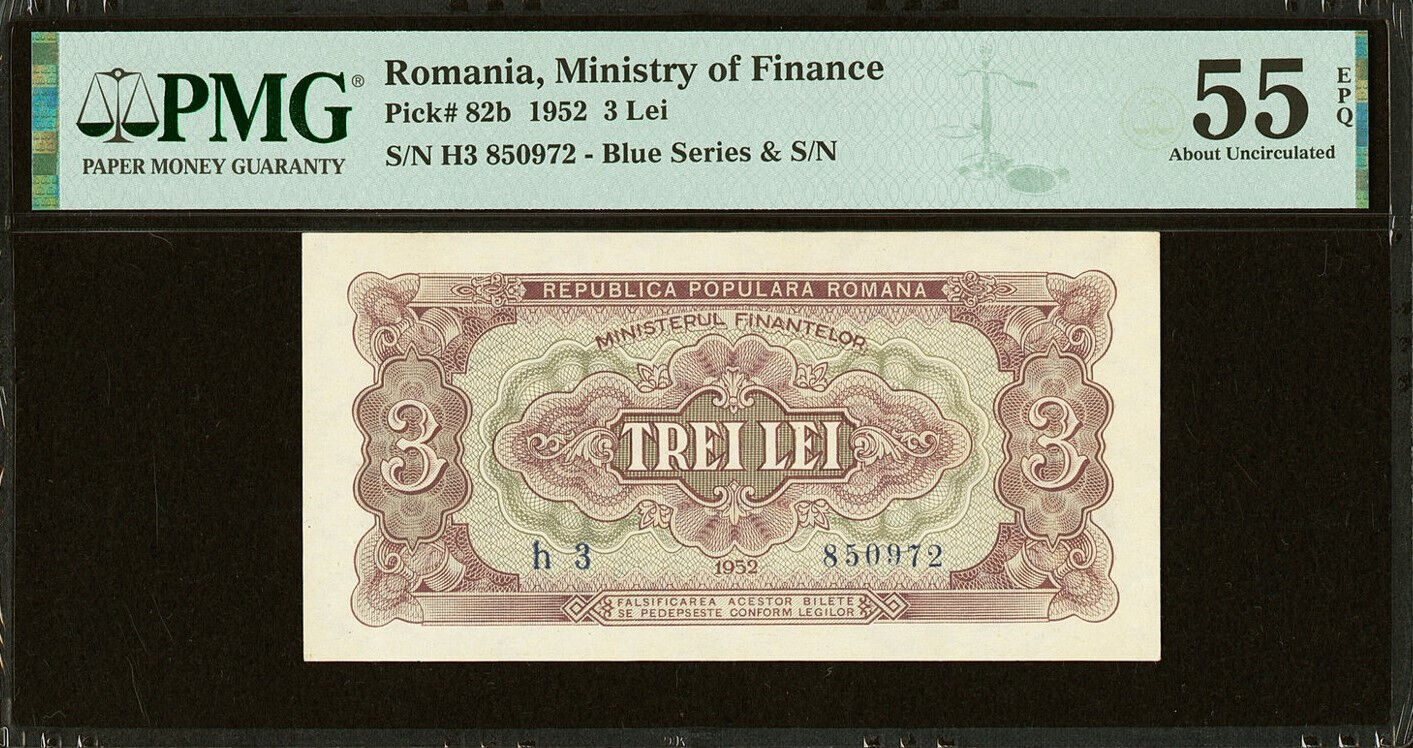 PMG®
PAPER MONEY GUARANTY
Romania, Ministry of Finance
Pick# 82b 1952 3 Lei
S/N H3 850972 - Blue Series & S/N
55
EPQ
About Uncirculated
REPUBLICA POPULARA ROMANA
MINISTERUL FINANTELOR
3
TREI LEI
3
h 3
1952
850972
FALSIFICAREA ACESTOR BILETE
SE PEDEPSESTE CONFORM LEGILOR